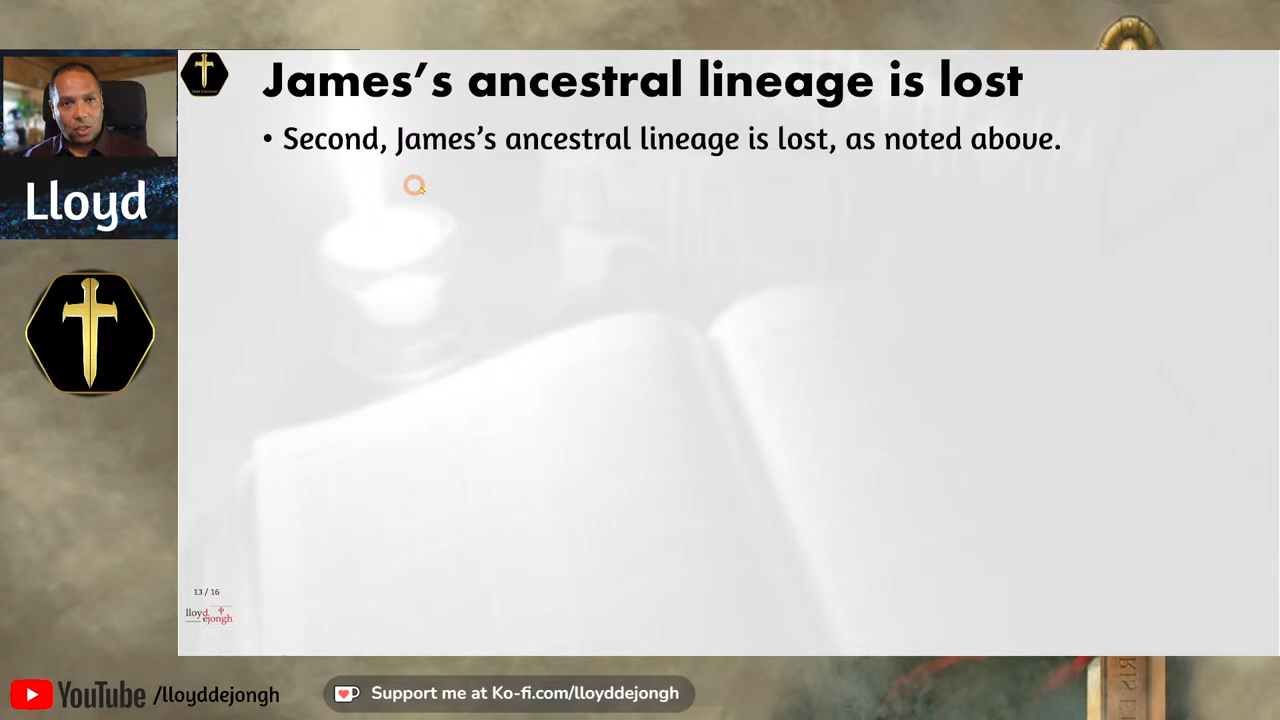 James’s ancestral lineage is lost
• Second, James’s ancestral lineage is lost, as noted above.
Lloyd
13 / 16
lloyd
ejongh
YouTube /lloyddejongh
Support me at Ko-fi.com/lloyddejongh